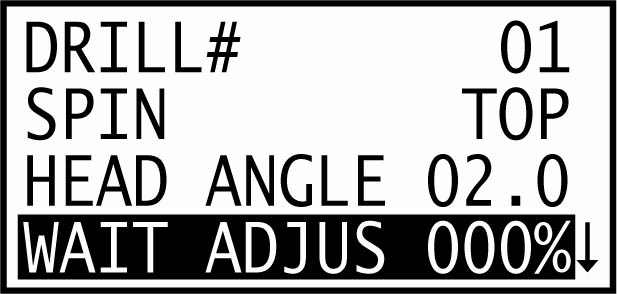 DRILL# 01
SPIN TOP
HEAD ANGLE 02.0
WAIT ADJUS 000%↓